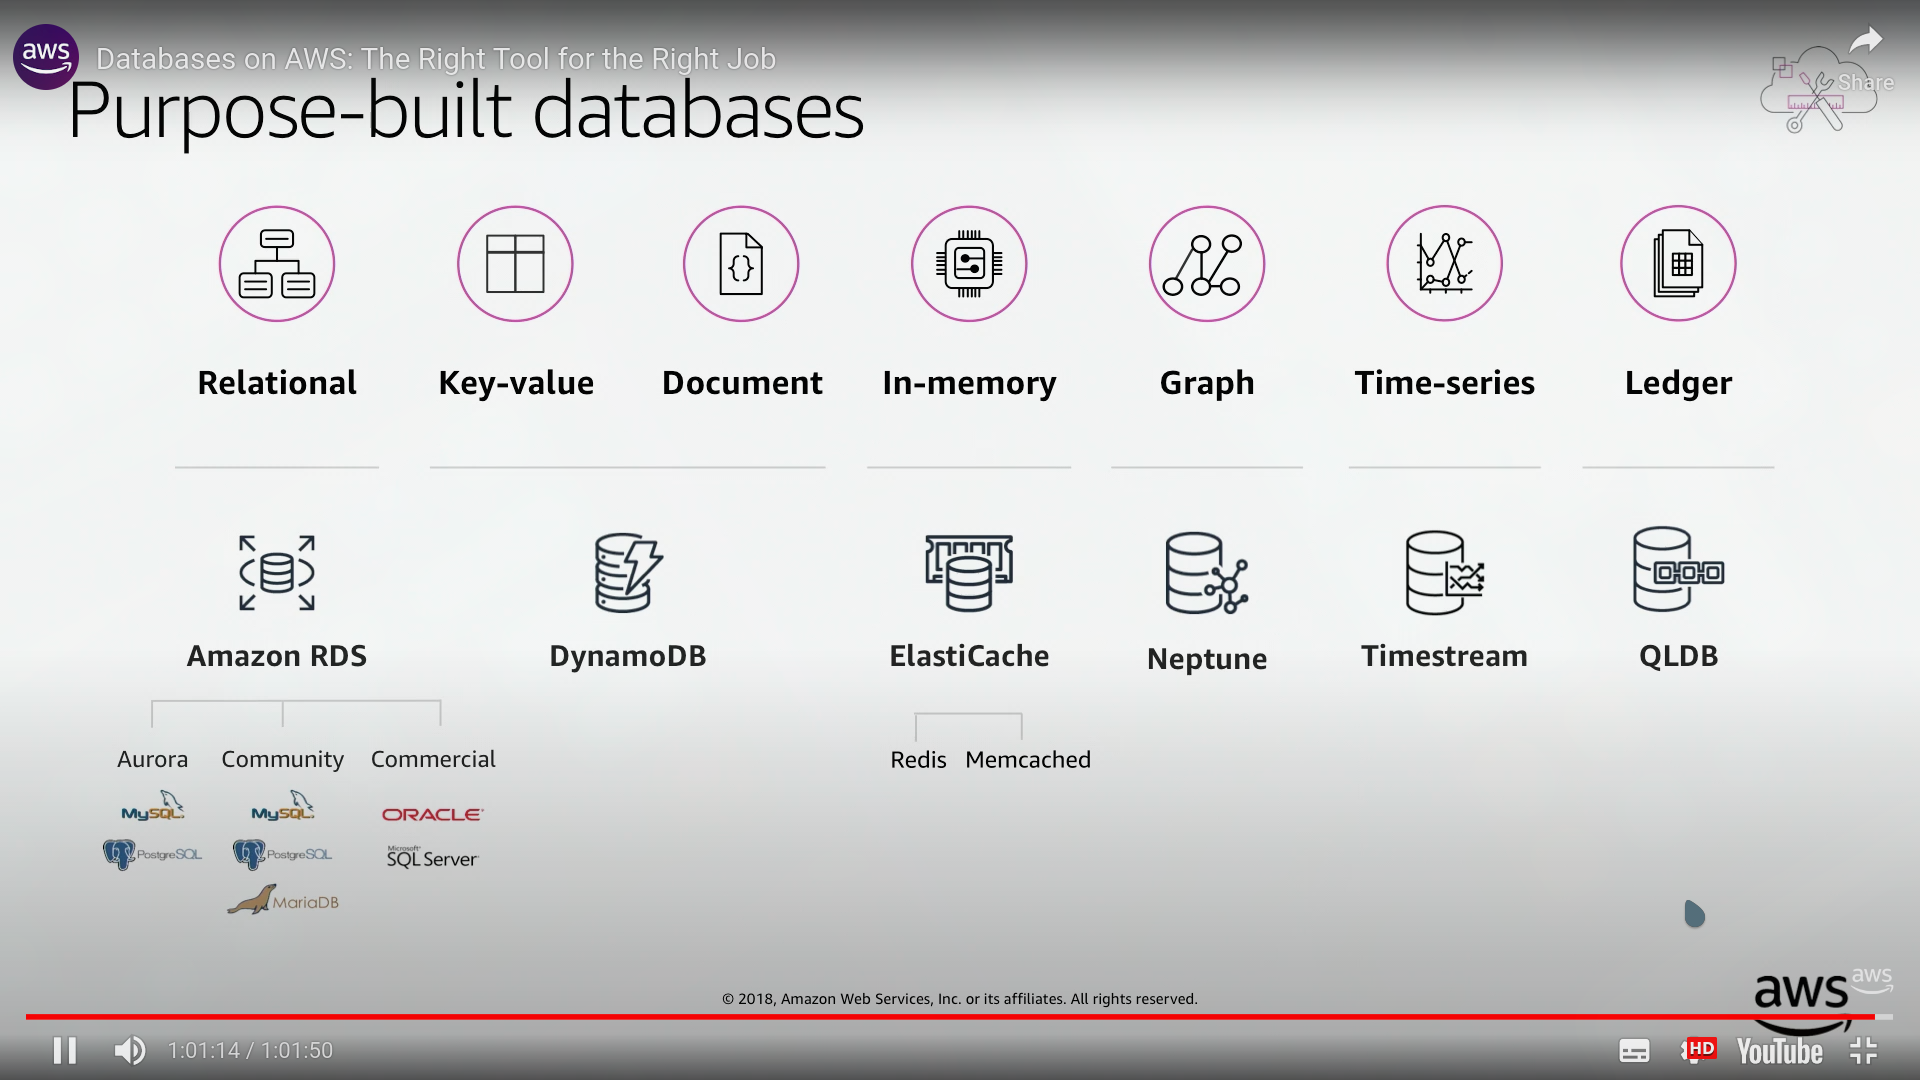 aws
Databases on AWS: The Right Tool for the Right Job
Share
Purpose-built databases
{}
Relational Key-value Document In-memory Graph Time-series Ledger
Amazon RDS DynamoDB ElastiCache Neptune Timestream QLDB
Aurora Community Commercial Redis Memcached
MySQL MySQL ORACLE
PostgreSQL PostgreSQL Microsoft SQL Server
MariaDB
aws
aws
© 2018, Amazon Web Services, Inc. or its affiliates. All rights reserved.
1:01:14 / 1:01:50 HD YouTube